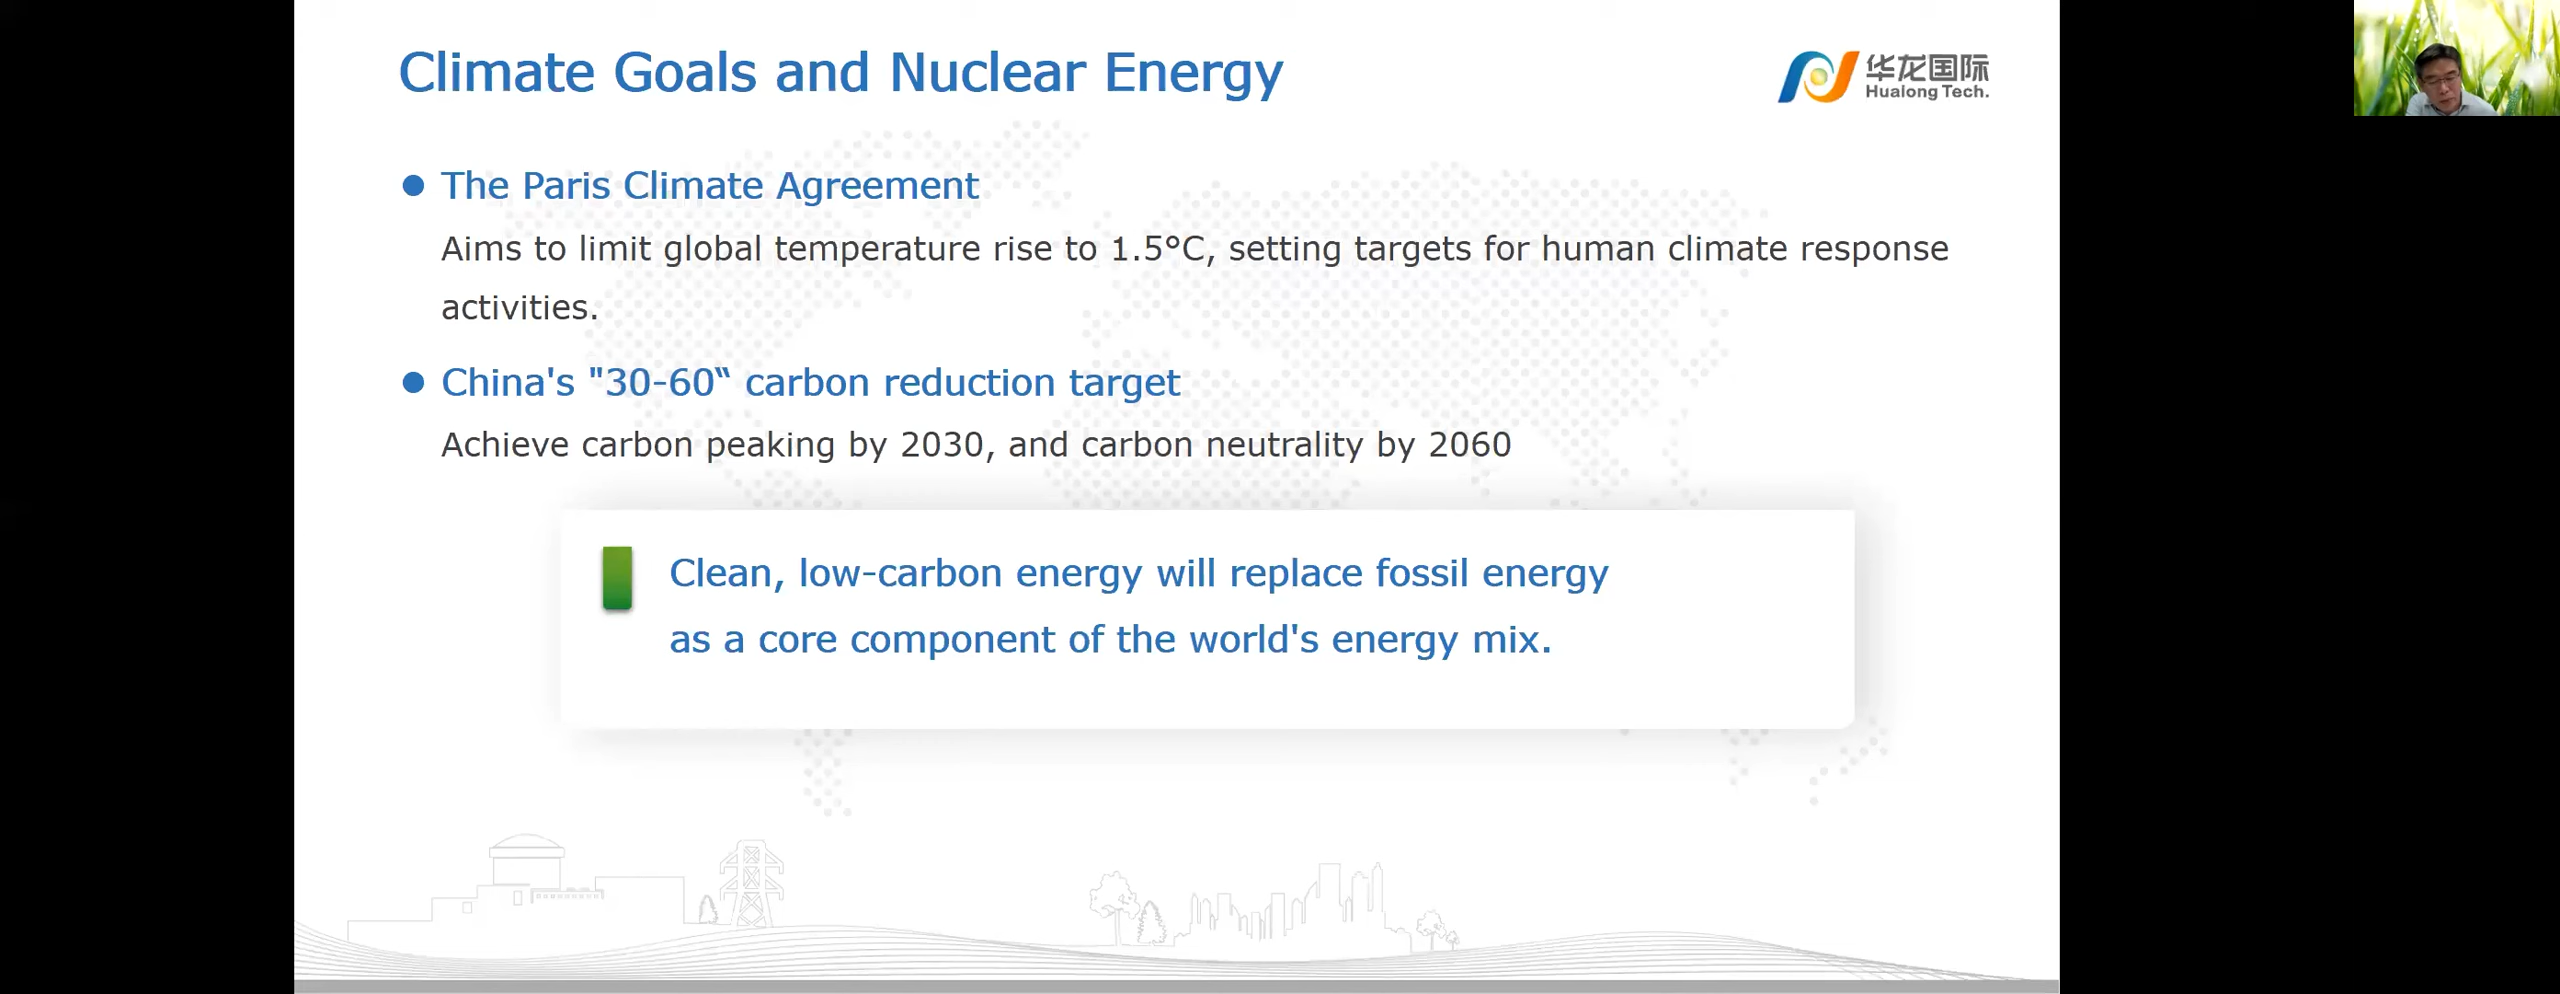 Climate Goals and Nuclear Energy
华龙国际
Hualong Tech.
The Paris Climate Agreement
Aims to limit global temperature rise to 1.5°C, setting targets for human climate response
activities.
China's "30-60“ carbon reduction target
Achieve carbon peaking by 2030, and carbon neutrality by 2060
Clean, low-carbon energy will replace fossil energy
as a core component of the world's energy mix.